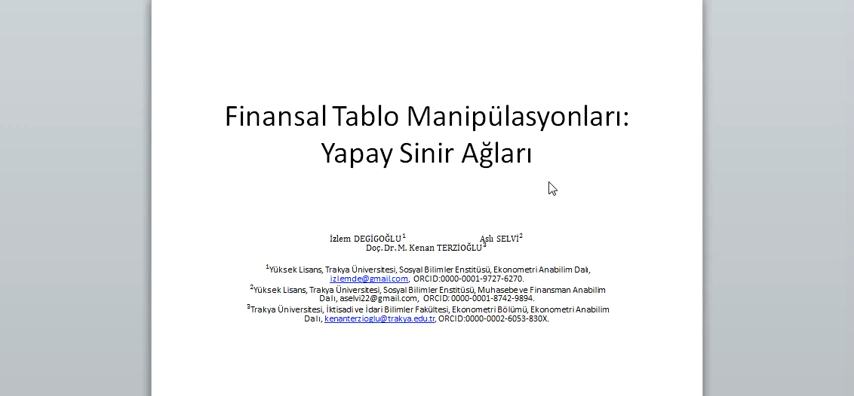 Finansal Tablo Manipülasyonları:
Yapay Sinir Ağları
İzlem DEGİGOĞLU1 Aslı SELVİ2
Doç. Dr. M. Kenan TERZİOĞLU3
1Yüksek Lisans, Trakya Üniversitesi, Sosyal Bilimler Enstitüsü, Ekonometri Anabilim Dalı,
izlemde@gmail.com, ORCID:0000-0001-9727-6270.
2Yüksek Lisans, Trakya Üniversitesi, Sosyal Bilimler Enstitüsü, Muhasebe ve Finansman Anabilim
Dalı, aselvi22@gmail.com, ORCID:0000-0001-8742-9894.
3Trakya Üniversitesi, İktisadi ve İdari Bilimler Fakültesi, Ekonometri Bölümü, Ekonometri Anabilim
Dalı, kenanterzioglu@trakya.edu.tr, ORCID:0000-0002-6053-830X.